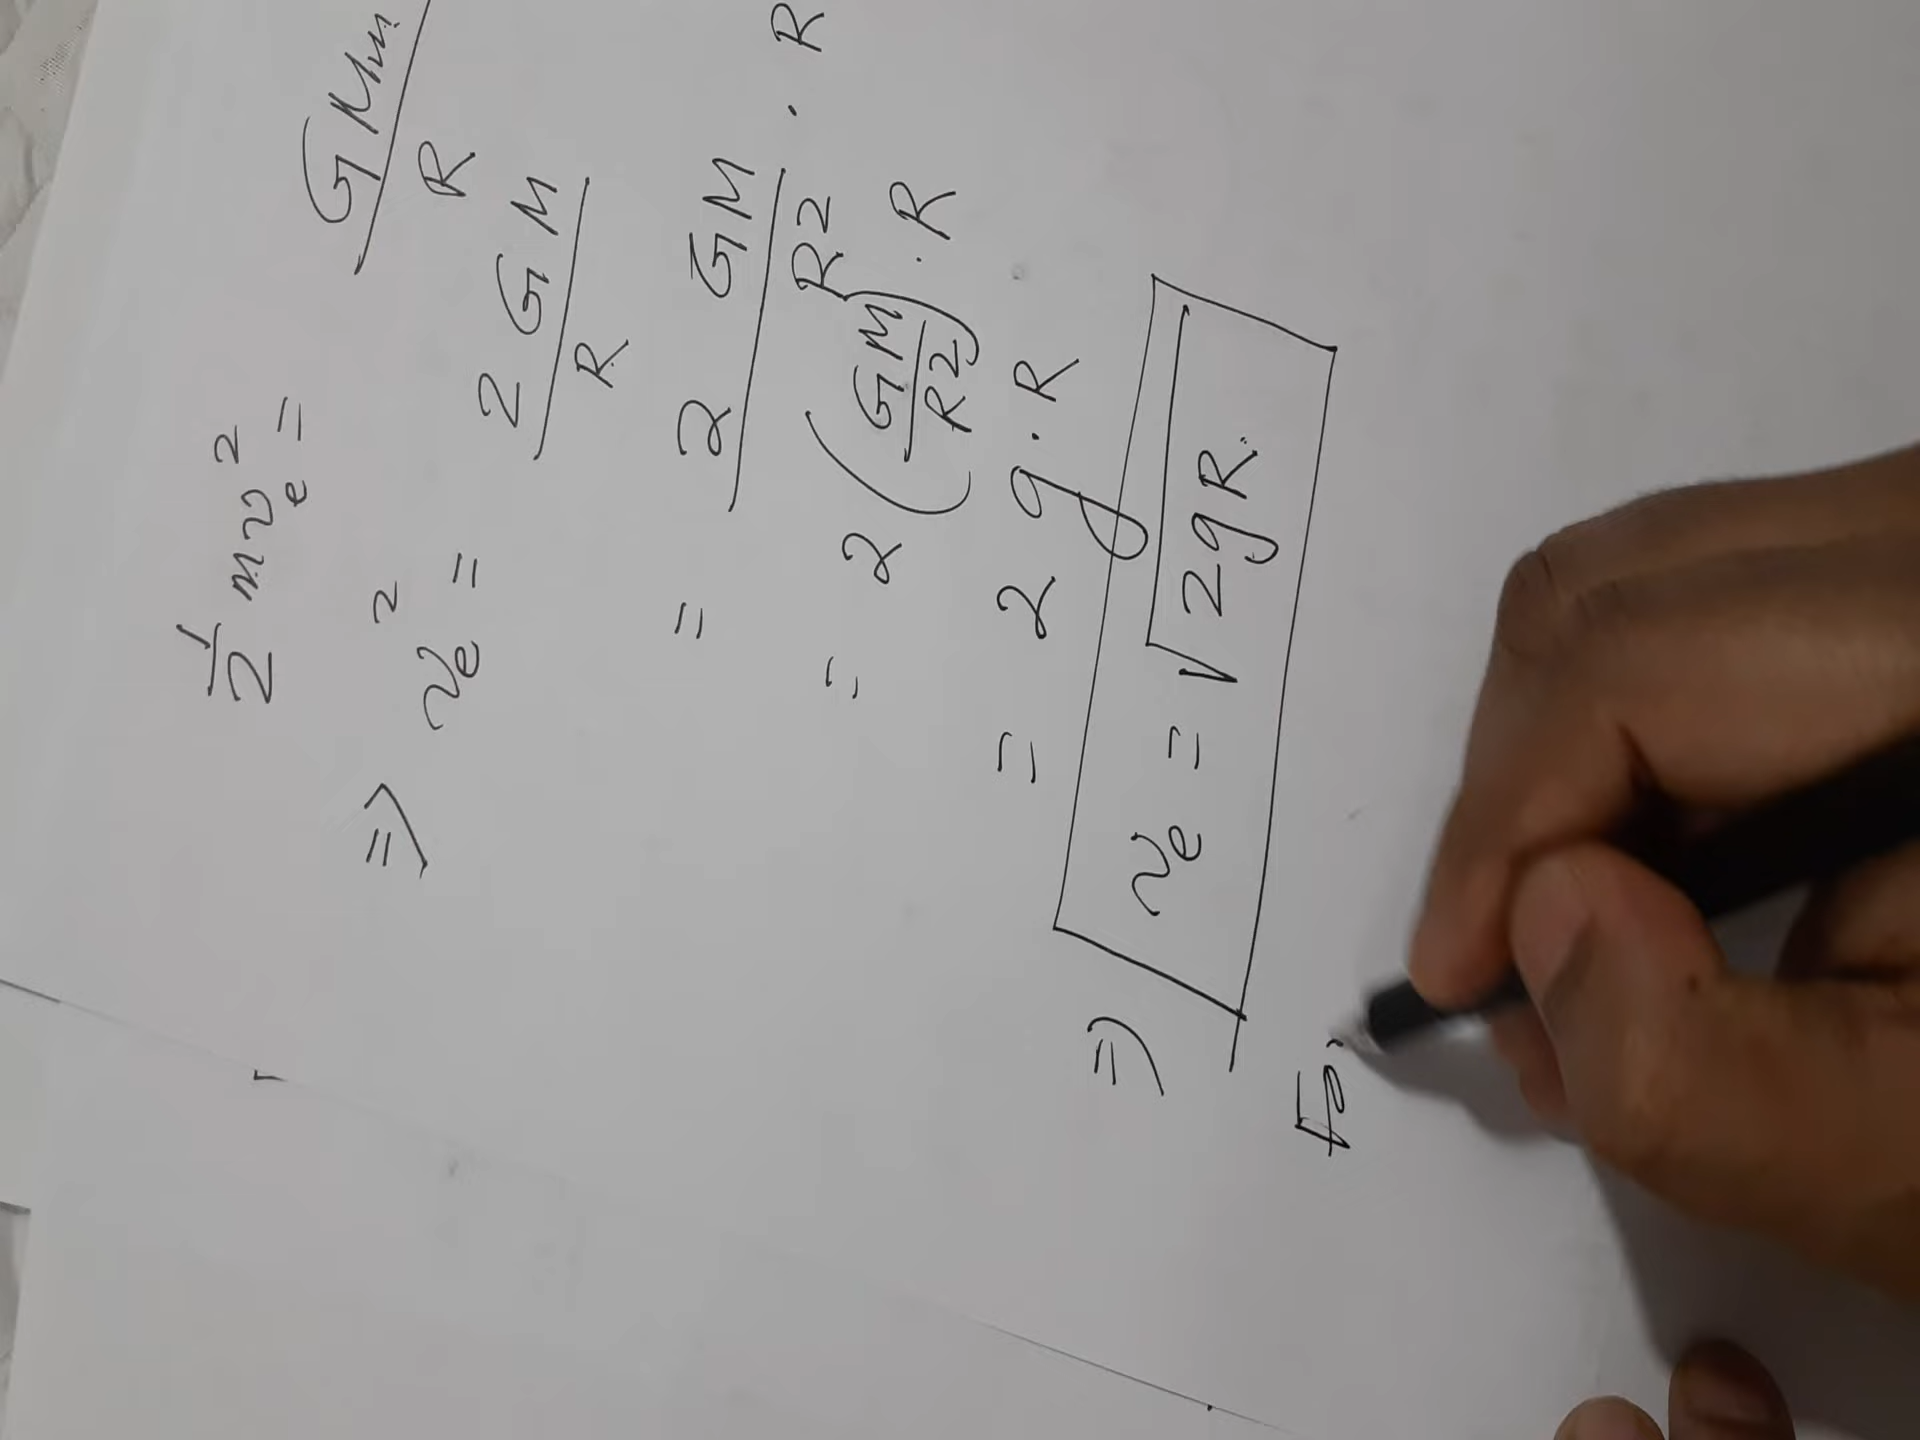 1/2 mv_e^2 = GMm/R
⇒ v_e^2 = 2GM/R
= 2GM/R^2 . R
= 2(GM/R^2) . R
= 2g.R
⇒ v_e = √2gR